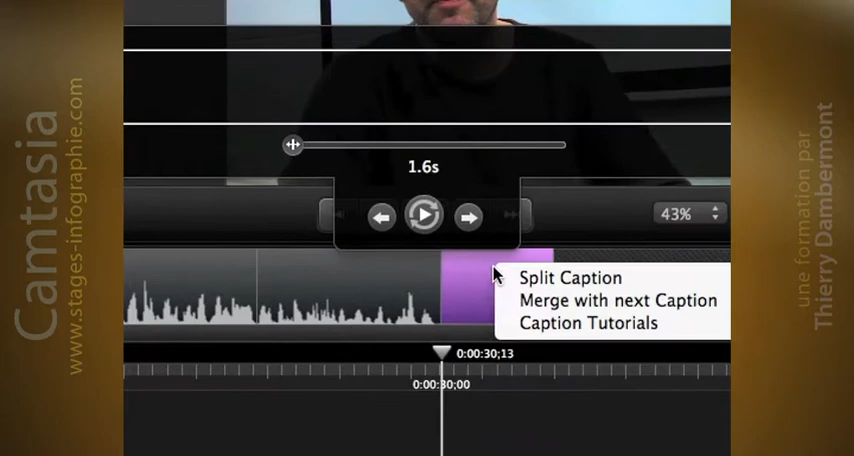 Camtasia
www.stages-infographie.com
1.6s
43%
Split Caption
Merge with next Caption
Caption Tutorials
0:00:30;13
0:00:30;00
une formation par
Thierry Dambermont